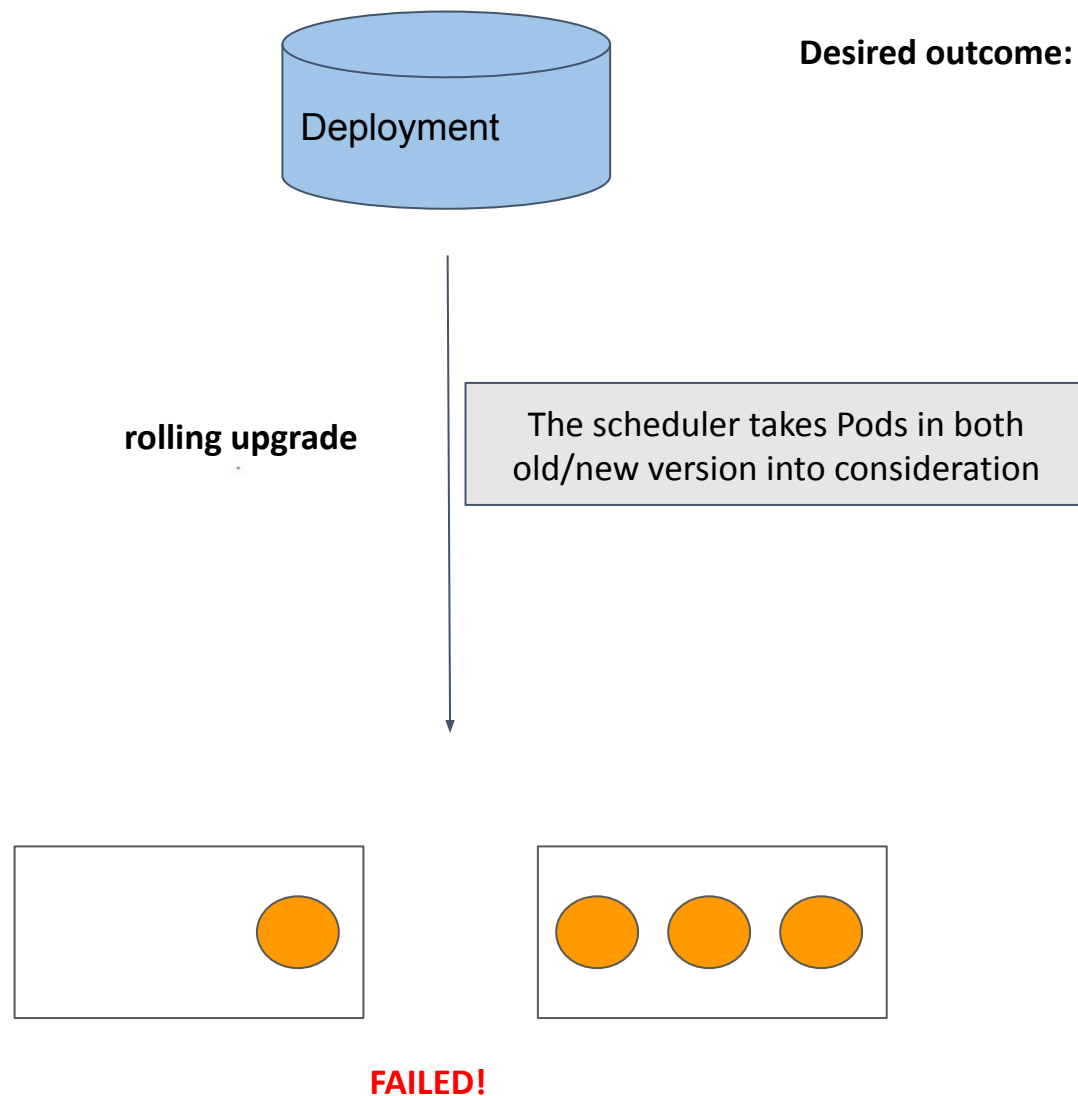 Desired outcome:
Deployment
rolling upgrade
The scheduler takes Pods in both
old/new version into consideration
FAILED!